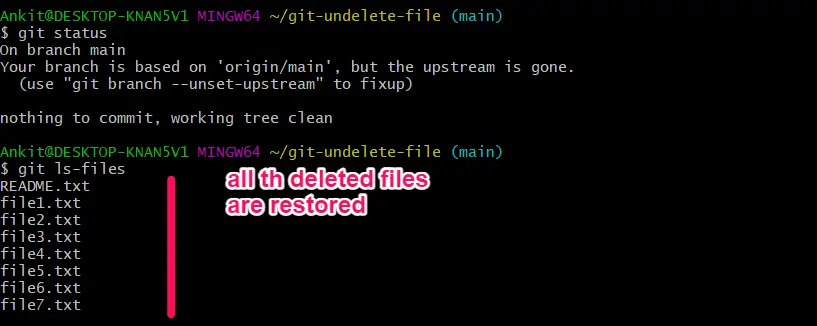 Ankit@DESKTOP-KNAN5V1 MINGW64 ~/git-undelete-file (main)
$ git status
On branch main
Your branch is based on 'origin/main', but the upstream is gone.
  (use "git branch --unset-upstream" to fixup)

nothing to commit, working tree clean

Ankit@DESKTOP-KNAN5V1 MINGW64 ~/git-undelete-file (main)
$ git ls-files
README.txt
file1.txt
file2.txt
file3.txt
file4.txt
file5.txt
file6.txt
file7.txt
all th deleted files
are restored